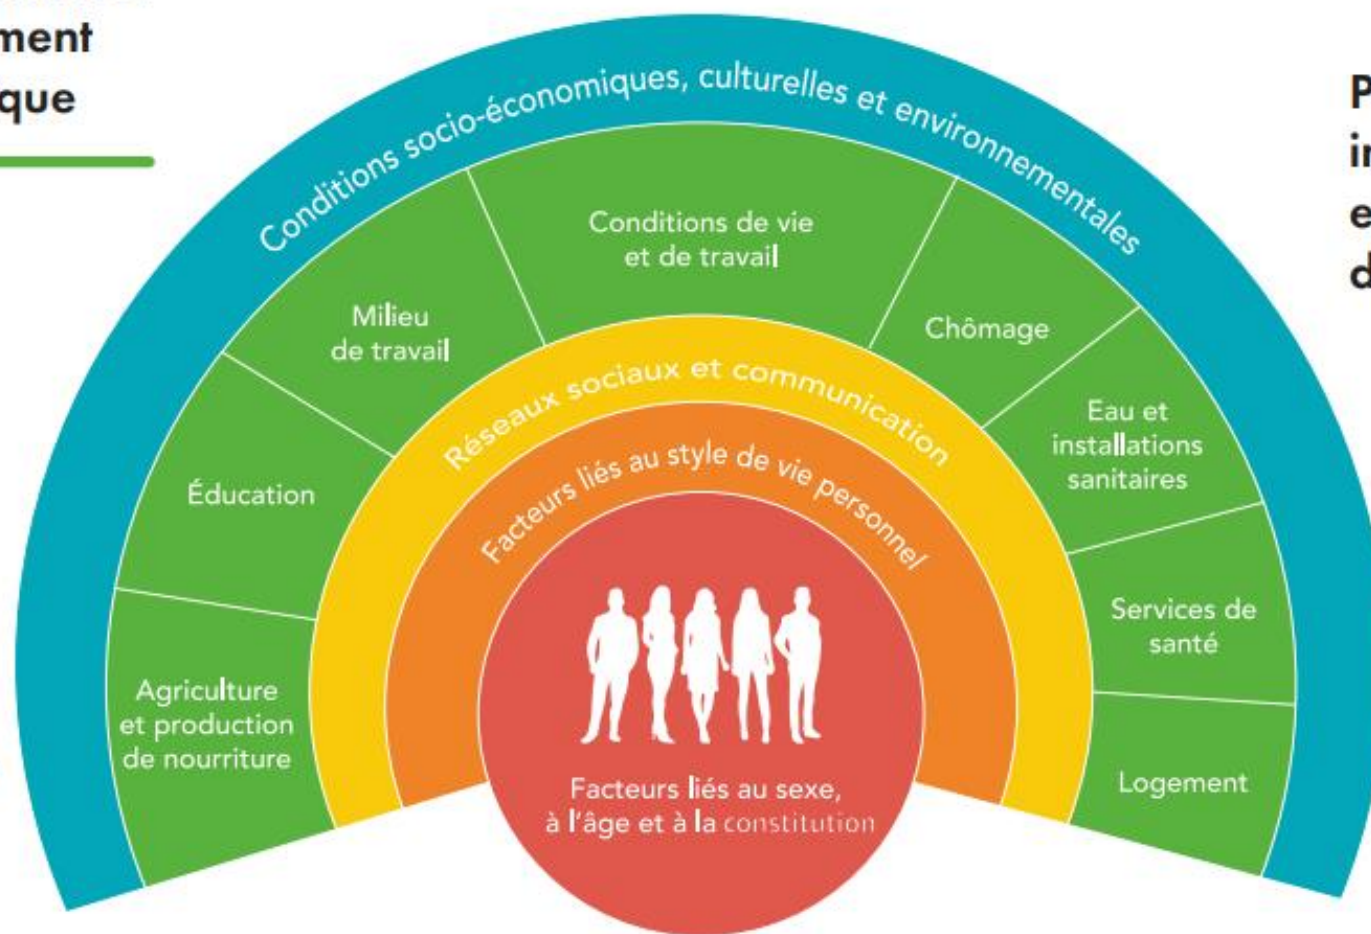 ment
que
Conditions socio-économiques, culturelles et environnementales
Conditions de vie
et de travail
Milieu
de travail
Chômage
Réseaux sociaux et communication
Eau et
installations
sanitaires
Facteurs liés au style de vie personnel
Éducation
Services de
santé
Agriculture
et production
de nourriture
Logement
Facteurs liés au sexe,
à l'âge et à la constitution
P
in
e
d